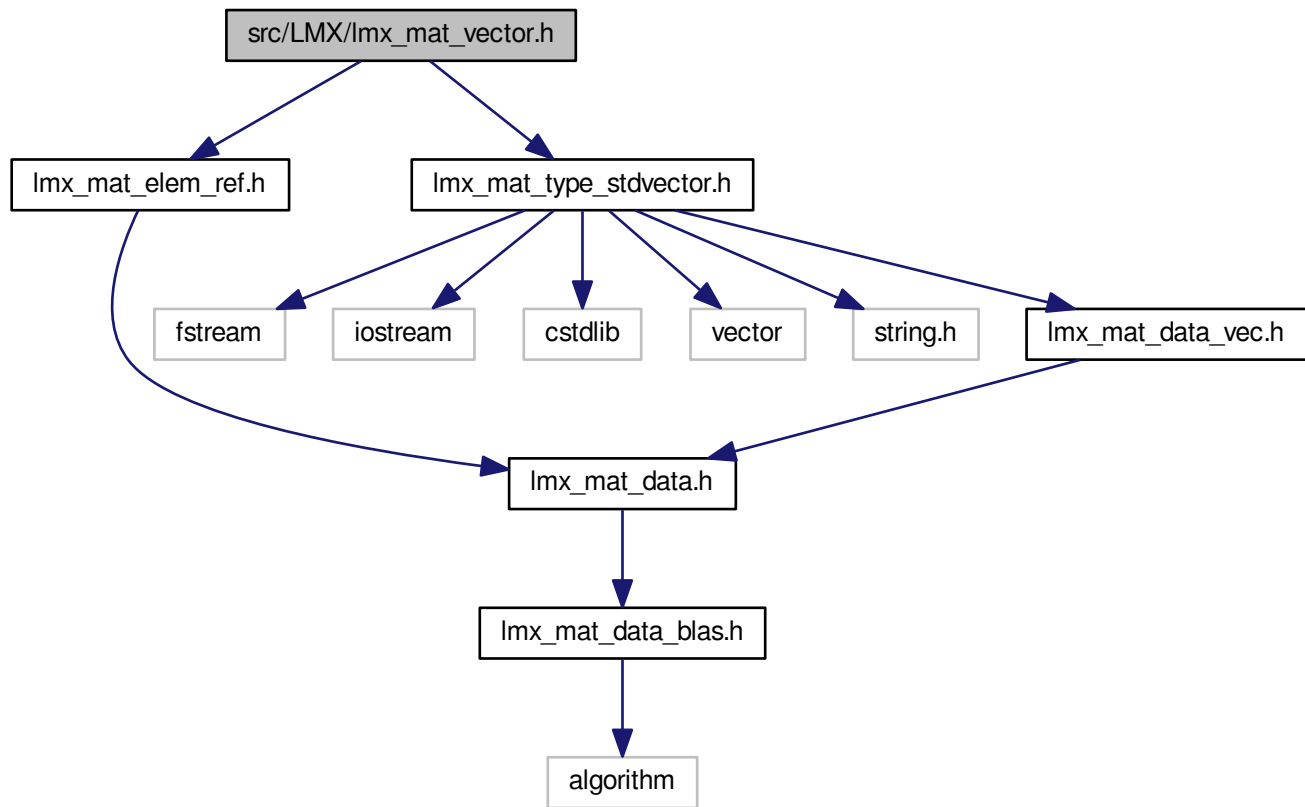 src/LMX/lmx_mat_vector.h
lmx_mat_elem_ref.h
lmx_mat_type_stdvector.h
fstream
iostream
cstdlib
vector
string.h
lmx_mat_data_vec.h
lmx_mat_data.h
lmx_mat_data_blas.h
algorithm